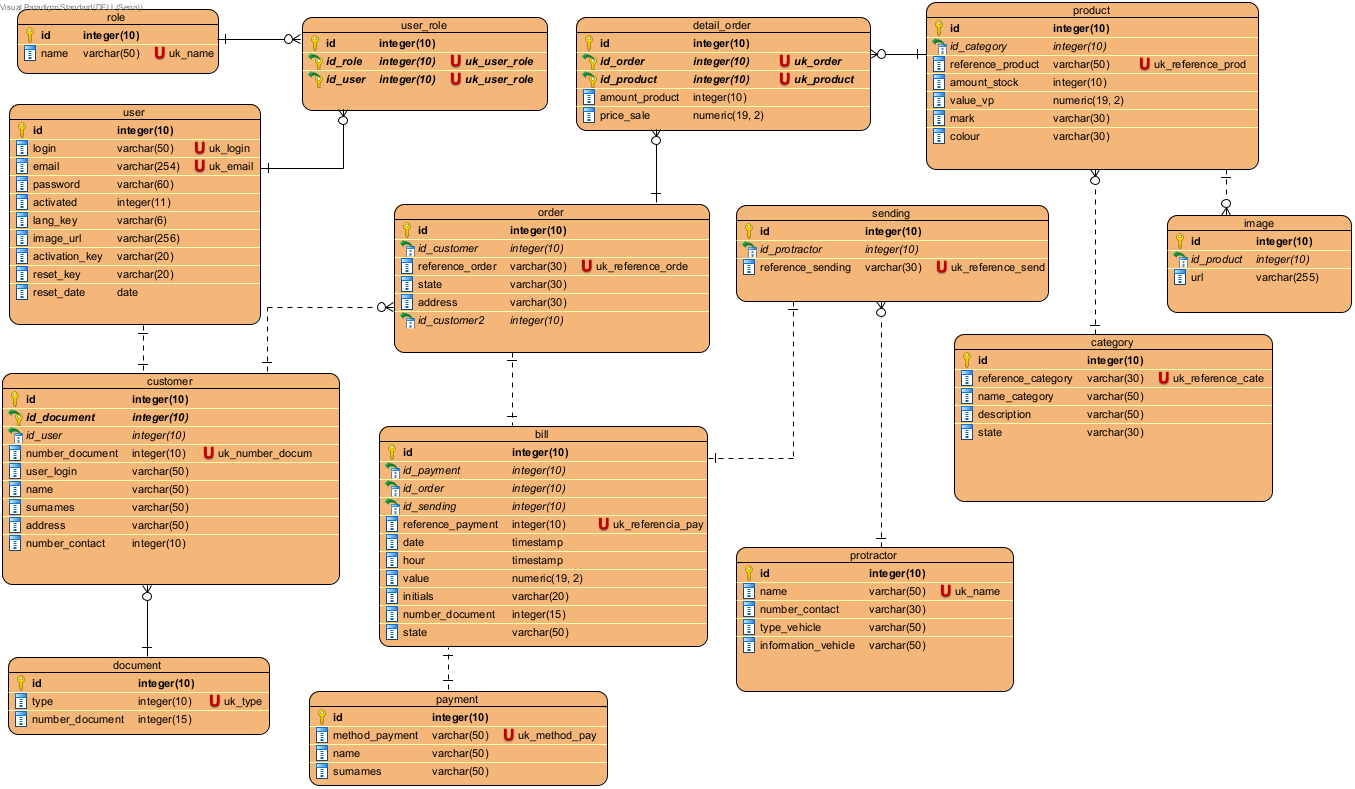 Visual Paradigm Standard(DELL(Sena))
role
id integer(10)
name varchar(50) U uk_name
user_role
id integer(10)
id_role integer(10) U uk_user_role
id_user integer(10) U uk_user_role
detail_order
id integer(10)
id_order integer(10) U uk_order
id_product integer(10) U uk_product
amount_product integer(10)
price_sale numeric(19, 2)
product
id integer(10)
id_category integer(10)
reference_product varchar(50) U uk_reference_prod
amount_stock integer(10)
value_vp numeric(19, 2)
mark varchar(30)
colour varchar(30)
user
id integer(10)
login varchar(50) U uk_login
email varchar(254) U uk_email
password varchar(60)
activated integer(11)
lang_key varchar(6)
image_url varchar(256)
activation_key varchar(20)
reset_key varchar(20)
reset_date date
order
id integer(10)
id_customer integer(10)
reference_order varchar(30) U uk_reference_orde
state varchar(30)
address varchar(30)
id_customer2 integer(10)
sending
id integer(10)
id_protractor integer(10)
reference_sending varchar(30) U uk_reference_send
image
id integer(10)
id_product integer(10)
url varchar(255)
category
id integer(10)
reference_category varchar(30) U uk_reference_cate
name_category varchar(50)
description varchar(50)
state varchar(30)
customer
id integer(10)
id_document integer(10)
id_user integer(10)
number_document integer(10) U uk_number_docum
user_login varchar(50)
name varchar(50)
surnames varchar(50)
address varchar(50)
number_contact integer(10)
bill
id integer(10)
id_payment integer(10)
id_order integer(10)
id_sending integer(10)
reference_payment integer(10) U uk_referencia_pay
date timestamp
hour timestamp
value numeric(19, 2)
initials varchar(20)
number_document integer(15)
state varchar(50)
protractor
id integer(10)
name varchar(50) U uk_name
number_contact varchar(30)
type_vehicle varchar(50)
information_vehicle varchar(50)
document
id integer(10)
type integer(10) U uk_type
number_document integer(15)
payment
id integer(10)
method_payment varchar(50) U uk_method_pay
name varchar(50)
surnames varchar(50)